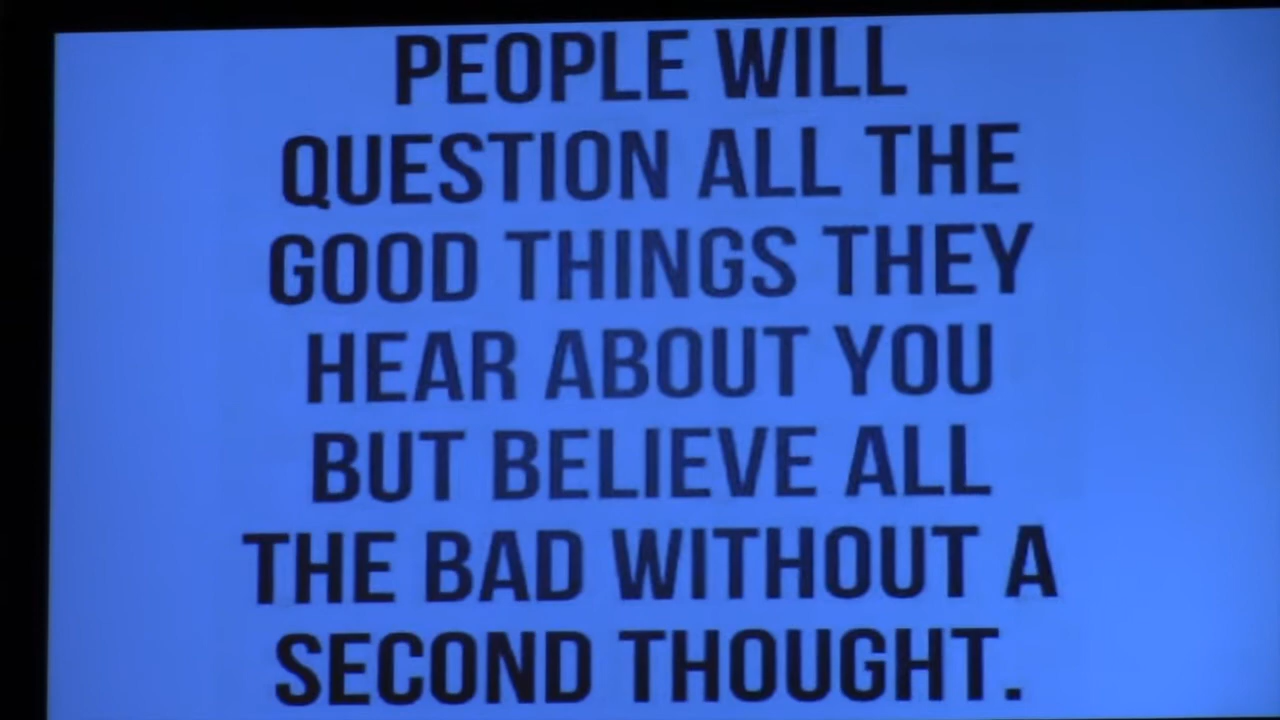 PEOPLE WILL
QUESTION ALL THE
GOOD THINGS THEY
HEAR ABOUT YOU
BUT BELIEVE ALL
THE BAD WITHOUT A
SECOND THOUGHT.